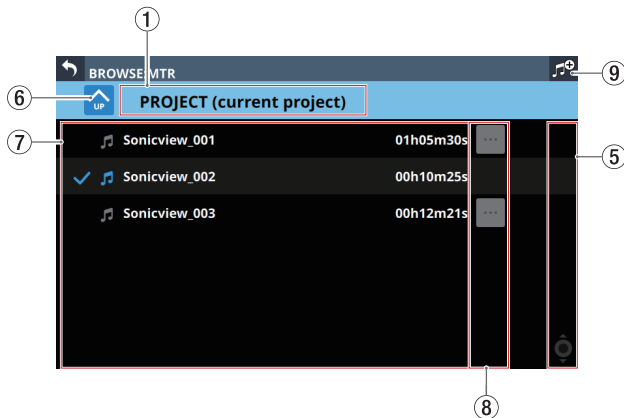 ①
BROWSE MTR
⑨
⑥
UP
PROJECT (current project)
⑦
Sonicview_001 01h05m30s ...
⑤
Sonicview_002 00h10m25s
Sonicview_003 00h12m21s ...
⑧